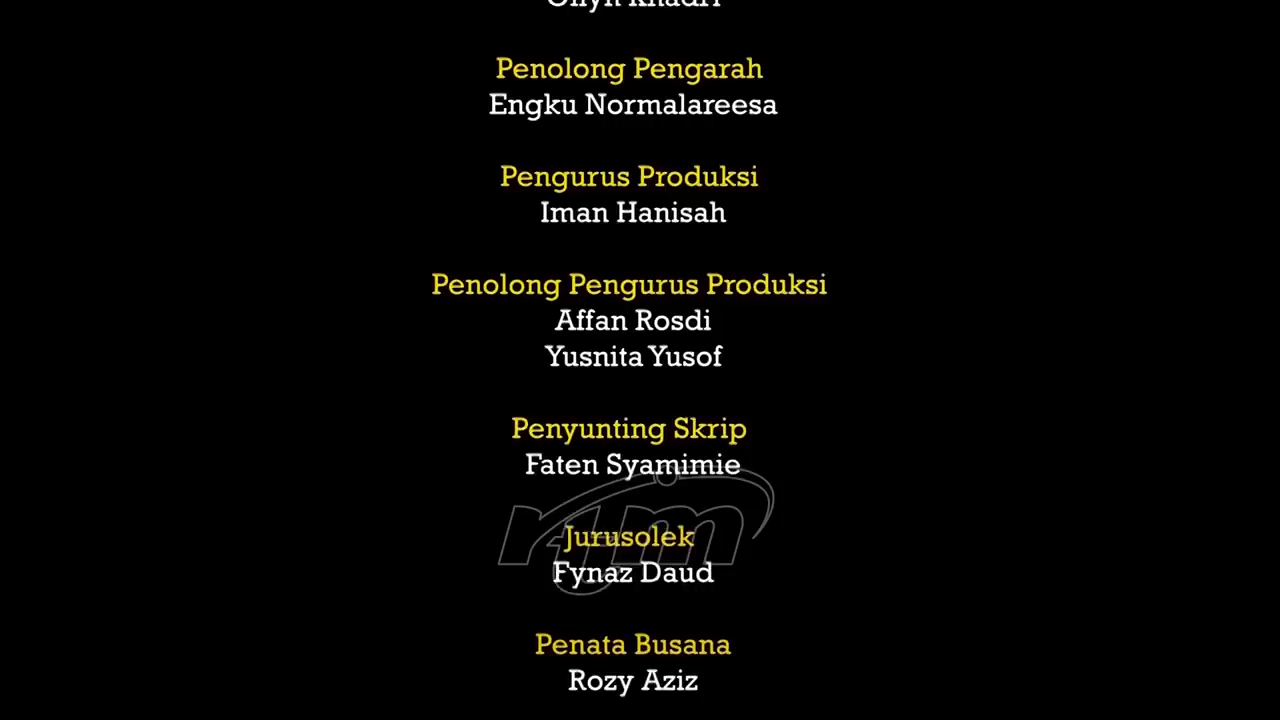 Penolong Pengarah
Engku Normalareesa
Pengurus Produksi
Iman Hanisah
Penolong Pengurus Produksi
Affan Rosdi
Yusnita Yusof
Penyunting Skrip
Faten Syamimie
rtm
Jurusolek
Fynaz Daud
Penata Busana
Rozy Aziz